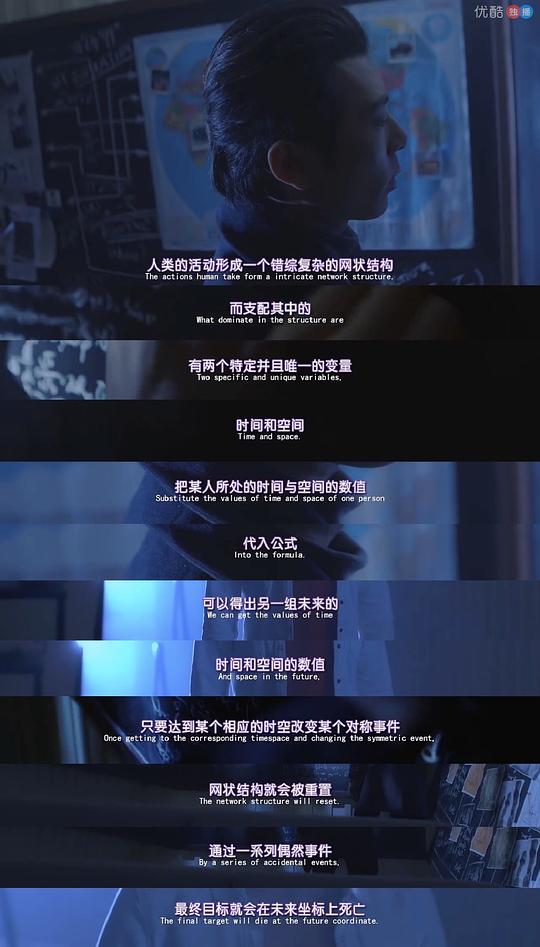 优酷 独播
人类的活动形成一个错综复杂的网状结构
The actions human take form a intricate network structure.
而支配其中的
What dominate in the structure are
有两个特定并且唯一的变量
Two specific and unique variables,
时间和空间
Time and space.
把某人所处的时间与空间的数值
Substitute the values of time and space of one person
代入公式
Into the formula.
可以得出另一组未来的
We can get the values of time
时间和空间的数值
And space in the future,
只要达到某个相应的时空改变某个对称事件
Once getting to the corresponding timespace and changing the symmetric event,
网状结构就会被重置
The network structure will reset.
通过一系列偶然事件
By a series of accidental events,
最终目标就会在未来坐标上死亡
The final target will die at the future coordinate.